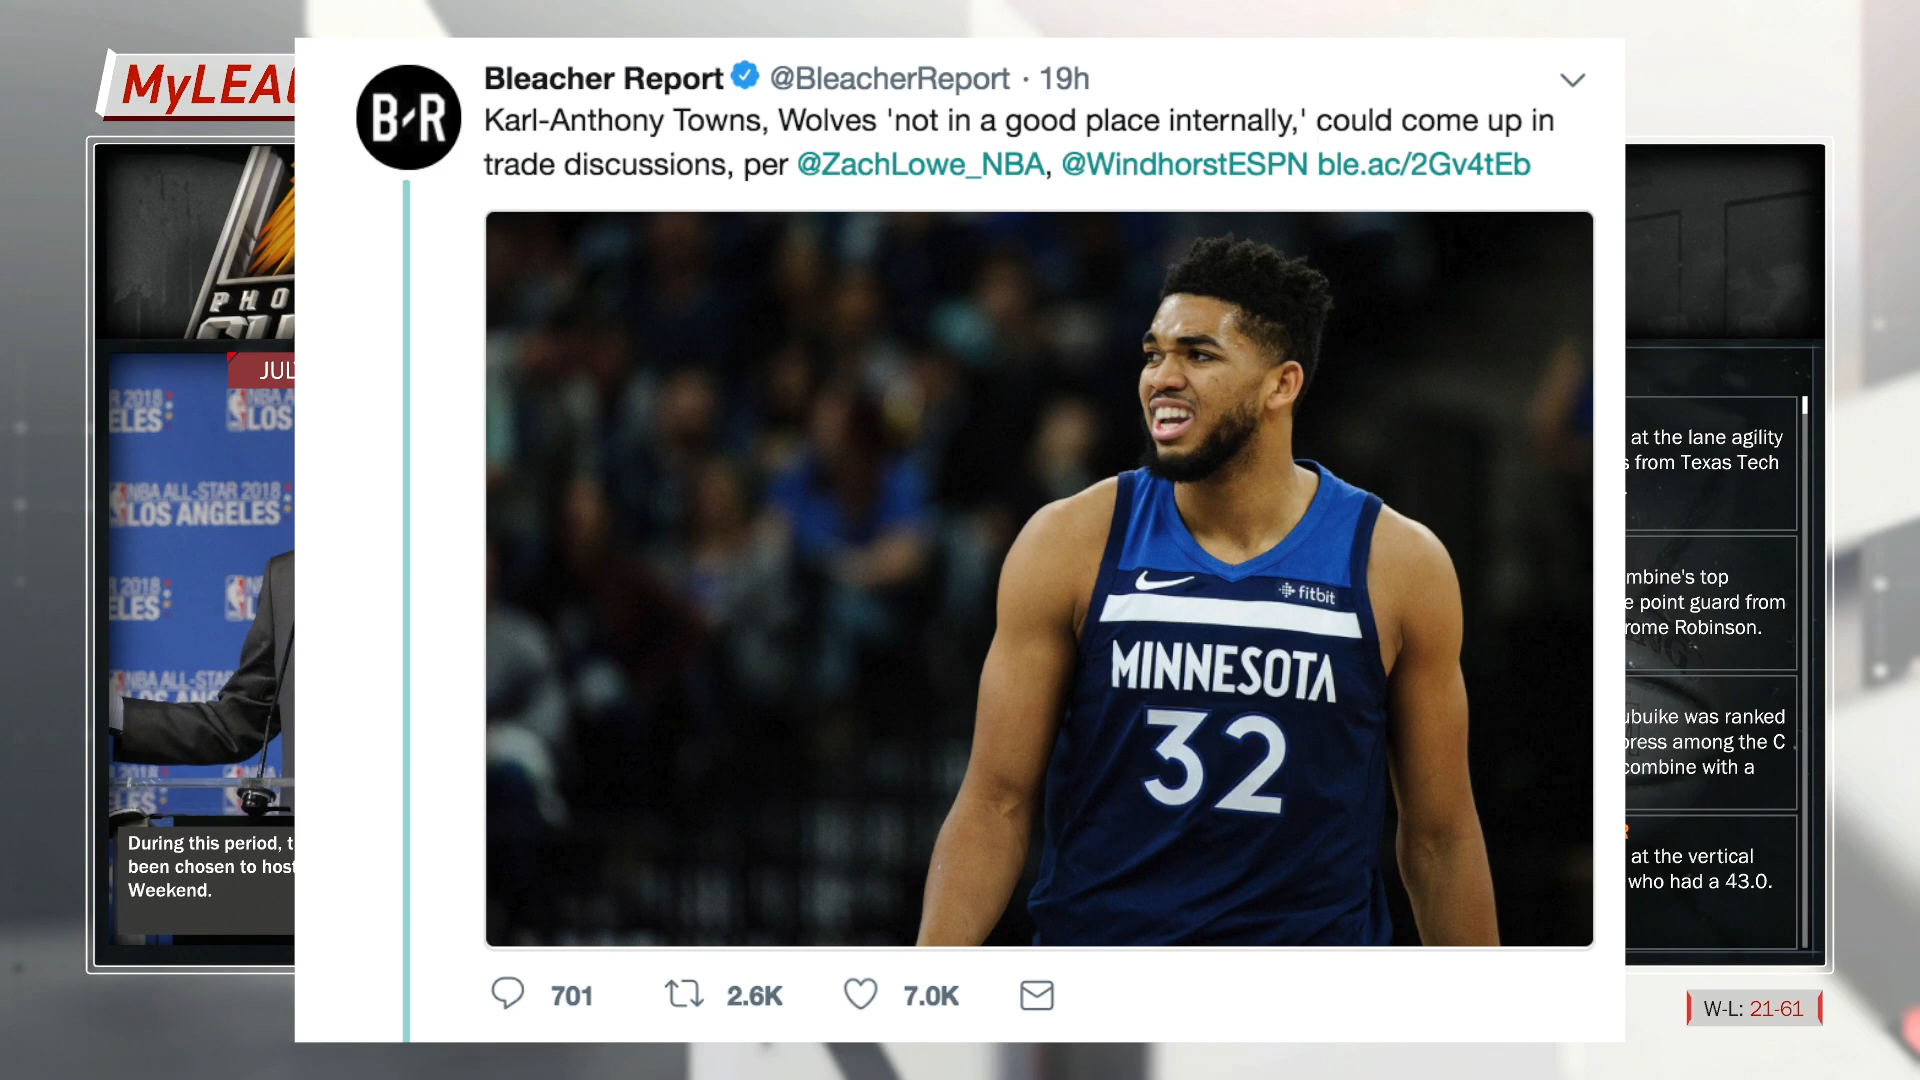 MyLEA
Bleacher Report @BleacherReport · 19h
B/R
Karl-Anthony Towns, Wolves 'not in a good place internally,' could come up in
trade discussions, per @ZachLowe_NBA, @WindhorstESPN ble.ac/2Gv4tEb
PHO
JUL
NBA ALL-STAR 2018
LOS ANGELES
During this period, t
been chosen to host
Weekend.
fitbit
MINNESOTA
32
701 2.6K 7.0K
at the lane agility
s from Texas Tech
mbine's top
e point guard from
rome Robinson.
ubuike was ranked
press among the C
combine with a
at the vertical
who had a 43.0.
W-L: 21-61